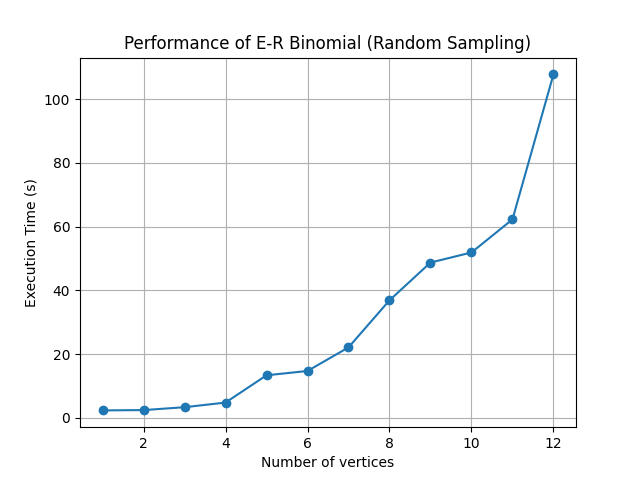 Performance of E-R Binomial (Random Sampling)
Execution Time (s)
100
80
60
40
20
0
2 4 6 8 10 12
Number of vertices